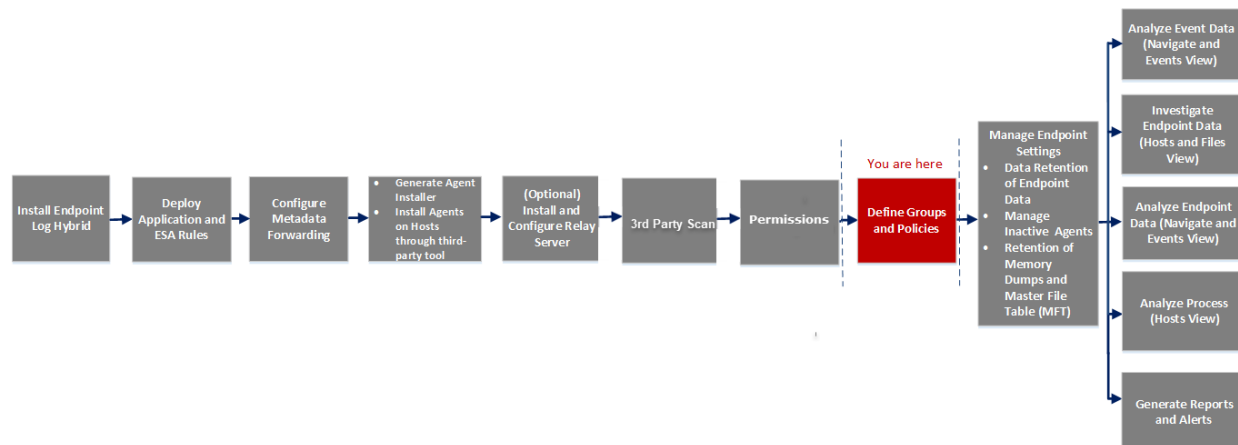 Install Endpoint
Log Hybrid
Deploy
Application and
ESA Rules
Configure
Metadata
Forwarding
• Generate Agent
Installer
• Install Agents
on Hosts
through third-
party tool
(Optional)
Install and
Configure Relay
Server
3rd Party Scan
Permissions
You are here
Define Groups
and Policies
Manage Endpoint
Settings
• Data Retention
of Endpoint
Data
• Manage
Inactive Agents
• Retention of
Memory
Dumps and
Master File
Table (MFT)
Analyze Event Data
(Navigate and
Events View)
Investigate
Endpoint Data
(Hosts and Files
View)
Analyze Endpoint
Data (Navigate and
Events View)
Analyze Process
(Hosts View)
Generate Reports
and Alerts